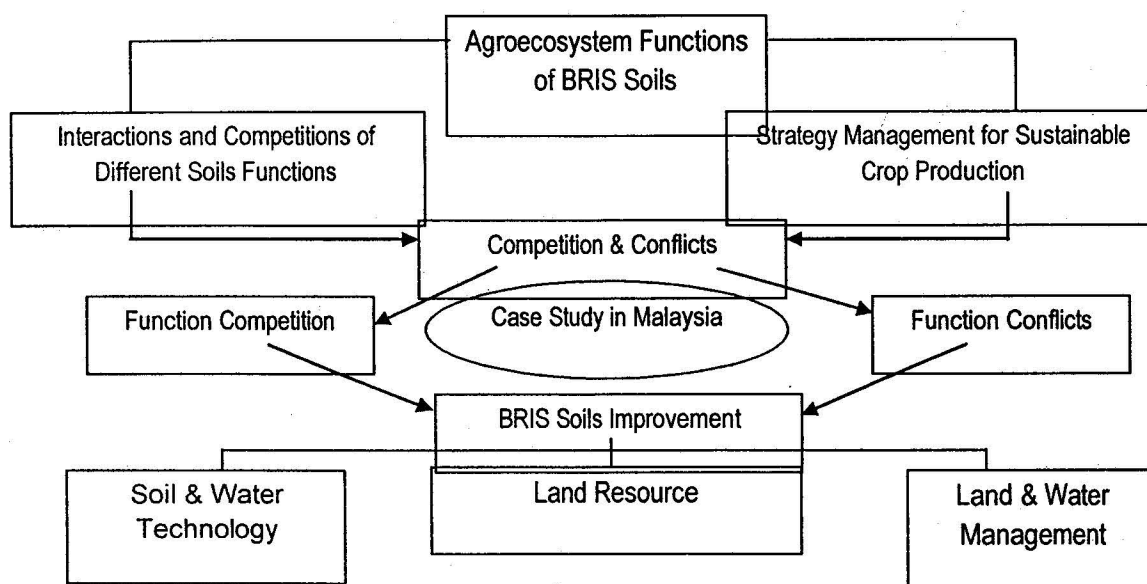 Agroecosystem Functions
of BRIS Soils
Interactions and Competitions of
Different Soils Functions
Strategy Management for Sustainable
Crop Production
Competition & Conflicts
Function Competition
Case Study in Malaysia
Function Conflicts
BRIS Soils Improvement
Soil & Water
Technology
Land Resource
Land & Water
Management